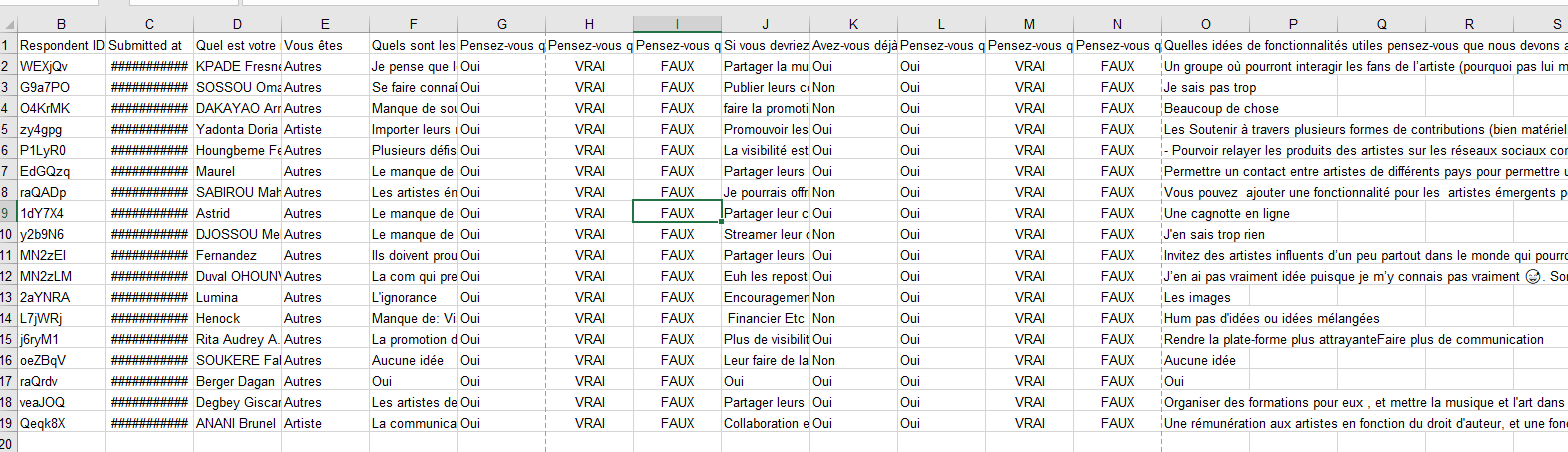 B C D E F G H I J K L M N O P Q R S
1 Respondent ID Submitted at Quel est votre Vous êtes Quels sont les Pensez-vous q Pensez-vous q Pensez-vous q Si vous devriez Avez-vous déjà Pensez-vous q Pensez-vous q Pensez-vous q Quelles idées de fonctionnalités utiles pensez-vous que nous devons a
2 WEXjQv ########### KPADE Fresne Autres Je pense que l Oui VRAI FAUX Partager la mu Oui Oui VRAI FAUX Un groupe où pourront interagir les fans de l'artiste (pourquoi pas lui m
3 G9a7PO ########### SOSSOU Oma Autres Se faire connaî Oui VRAI FAUX Publier leurs co Non Oui VRAI FAUX Je sais pas trop
4 O4KrMK ########### DAKAYAO Arr Autres Manque de sou Oui VRAI FAUX faire la promoti Non Oui VRAI FAUX Beaucoup de chose
5 zy4gpg ########### Yadonta Doria Artiste Importer leurs Oui VRAI FAUX Promouvoir les Oui Oui VRAI FAUX Les Soutenir à travers plusieurs formes de contributions (bien matériel
6 P1LyR0 ########### Houngbeme Fe Autres Plusieurs défis Oui VRAI FAUX La visibilité est Oui Oui VRAI FAUX - Pourvoir relayer les produits des artistes sur les réseaux sociaux con
7 EdGQzq ########### Maurel Autres Le manque de Oui VRAI FAUX Partager leurs Oui Oui VRAI FAUX Permettre un contact entre artistes de différents pays pour permettre u
8 raQADp ########### SABIROU Mah Autres Les artistes én Oui VRAI FAUX Je pourrais offr Non Oui VRAI FAUX Vous pouvez ajouter une fonctionnalité pour les artistes émergents p
9 1dY7X4 ########### Astrid Autres Le manque de Oui VRAI FAUX Partager leur c Oui Oui VRAI FAUX Une cagnotte en ligne
10 y2b9N6 ########### DJOSSOU Me Autres Le manque de Oui VRAI FAUX Streamer leur c Non Oui VRAI FAUX J'en sais trop rien
11 MN2zEl ########### Fernandez Autres Ils doivent prou Oui VRAI FAUX Partager leurs Oui Oui VRAI FAUX Invitez des artistes influents d'un peu partout dans le monde qui pourro
12 MN2zLM ########### Duval OHOUNV Autres La com qui pre Oui VRAI FAUX Euh les repost Oui Oui VRAI FAUX J'en ai pas vraiment idée puisque je m'y connais pas vraiment 😅. Son
13 2aYNRA ########### Lumina Autres L'ignorance Oui VRAI FAUX Encouragemen Non Oui VRAI FAUX Les images
14 L7jWRj ########### Henock Autres Manque de: Vi Oui VRAI FAUX Financier Etc Non Oui VRAI FAUX Hum pas d'idées ou idées mélangées
15 j6ryM1 ########### Rita Audrey A. Autres La promotion d Oui VRAI FAUX Plus de visibilit Oui Oui VRAI FAUX Rendre la plate-forme plus attrayanteFaire plus de communication
16 oeZBqV ########### SOUKERE Fal Autres Aucune idée Oui VRAI FAUX Leur faire de la Non Oui VRAI FAUX Aucune idée
17 raQrdv ########### Berger Dagan Autres Oui Oui VRAI FAUX Oui Oui Oui VRAI FAUX Oui
18 veaJOQ ########### Degbey Giscar Autres Les artistes de Oui VRAI FAUX Partager leurs Oui Oui VRAI FAUX Organiser des formations pour eux , et mettre la musique et l'art dans
19 Qeqk8X ########### ANANI Brunel Artiste La communica Oui VRAI FAUX Collaboration e Oui Oui VRAI FAUX Une rémunération aux artistes en fonction du droit d'auteur, et une fonc
20